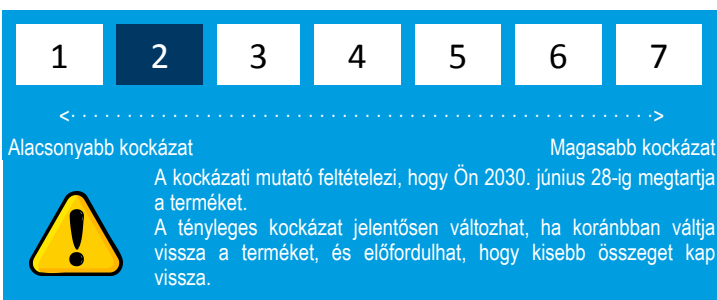 1 2 3 4 5 6 7
<· · · · · · · · · · · · · · · · · · · · · · · · · · · · · · · · · · · · · · · · · · · · · · · · · · · ·>
Alacsonyabb kockázat Magasabb kockázat
A kockázati mutató feltételezi, hogy Ön 2030. június 28-ig megtartja
a terméket.
A tényleges kockázat jelentősen változhat, ha koránbban váltja
vissza a terméket, és előfordulhat, hogy kisebb összeget kap
vissza.